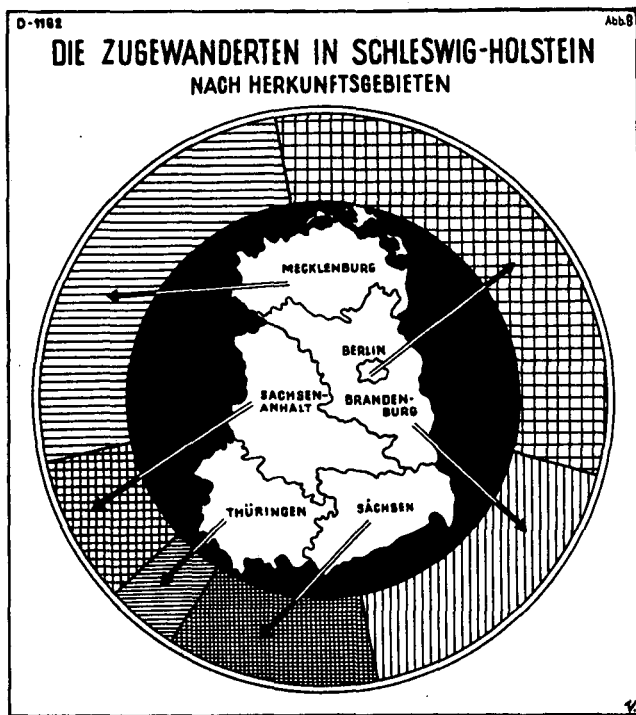 D-1182
Abb.8
DIE ZUGEWANDERTEN IN SCHLESWIG-HOLSTEIN
NACH HERKUNFTSGEBIETEN
MECKLENBURG
BERLIN
SACHSEN-
ANHALT
BRANDEN-
BURG
THÜRINGEN
SACHSEN